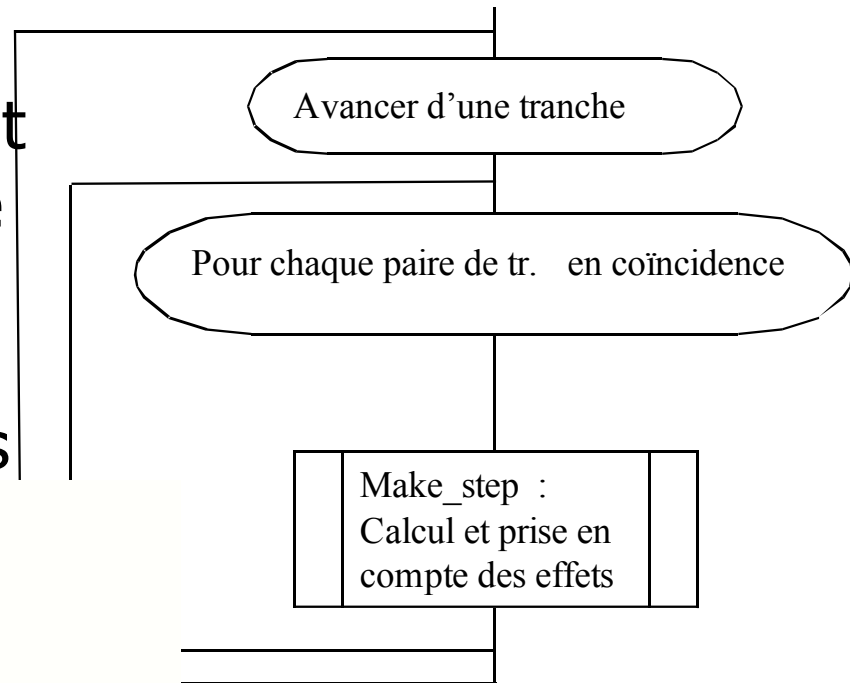 Avancer d’une tranche
t
e
Pour chaque paire de tr. en coïncidence
s
Make_step :
Calcul et prise en
compte des effets